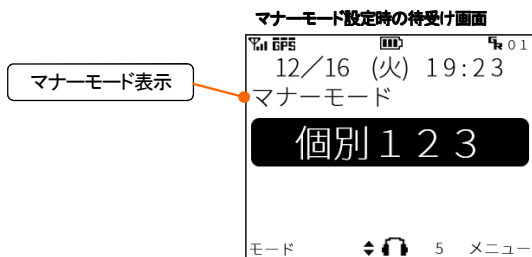 マナーモード設定時の待受け画面
GPS GR 01
12／16 (火) 19:23
マナーモード表示
マナーモード
個別１２３
モード 5 メニュー